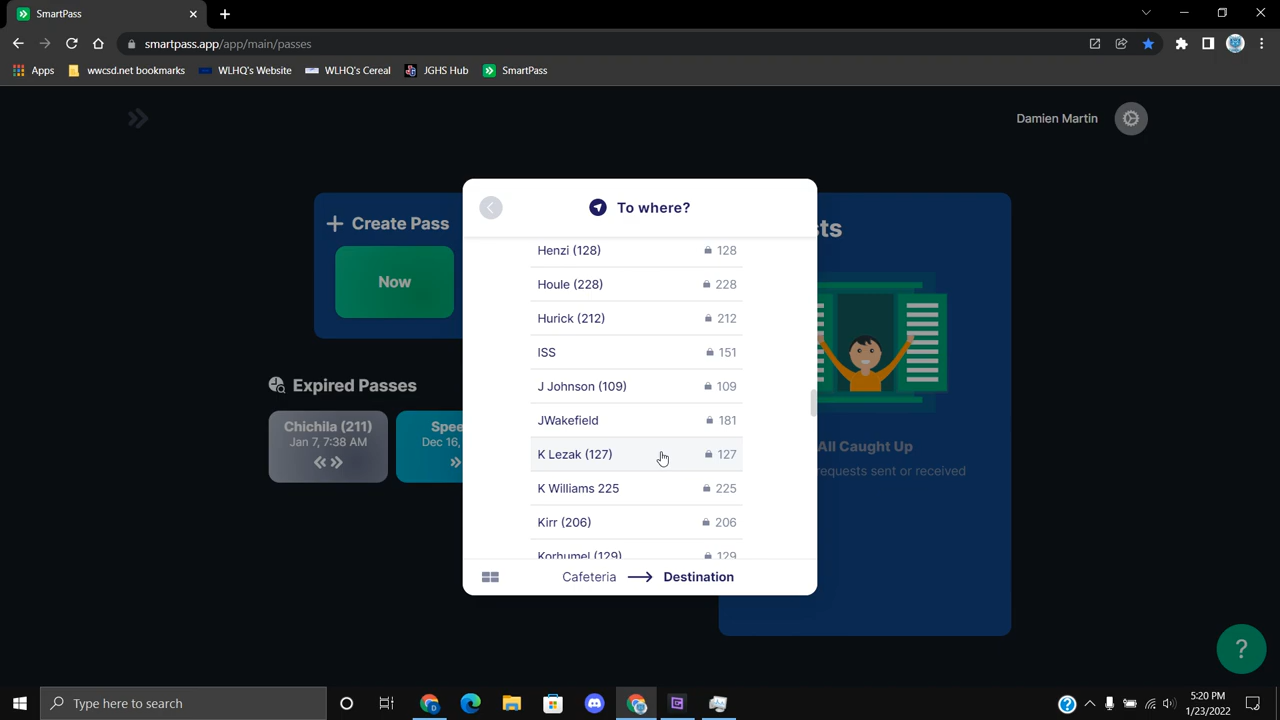 SmartPass
smartpass.app/app/main/passes
Apps
wwcsd.net bookmarks
WLHQ's Website
WLHQ's Cereal
JGHS Hub
SmartPass
Damien Martin
To where?
Create Pass
Now
sts
Henzi (128) 128
Houle (228) 228
Hurick (212) 212
ISS 151
J Johnson (109) 109
JWakefield 181
K Lezak (127) 127
K Williams 225 225
Kirr (206) 206
Korhumel (129) 129
Cafeteria Destination
Expired Passes
Chichila (211)
Jan 7, 7:38 AM
Spee
Dec 16,
All Caught Up
requests sent or received
?
Type here to search
5:20 PM
1/23/2022